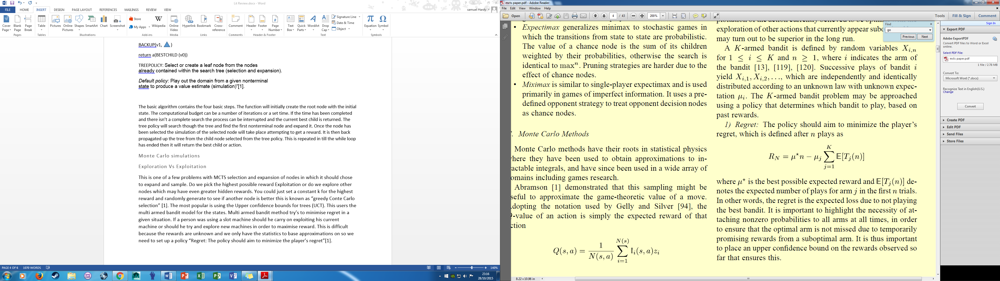 Lit Review.docx - Word
samuel Hardy
FILE HOME INSERT DESIGN PAGE LAYOUT REFERENCES MAILINGS REVIEW VIEW
Cover Page Blank Page Page Break
Pages
Table
Tables
Pictures Online Pictures Shapes SmartArt Chart Screenshot
Illustrations
Store
My Apps
Wikipedia
Add-ins
Online Video
Media
Hyperlink Bookmark Cross-reference
Links
Comment
Comments
Header Footer Page Number
Header & Footer
Text Box Quick Parts WordArt Drop Cap
Signature Line
Date & Time
Object
Text
Equation Symbol
Symbols
BACKUP(v1, )
return a(BESTCHILD (v0))
TREEPOLICY: Select or create a leaf node from the nodes
already contained within the search tree (selection and expansion).
Default policy: Play out the domain from a given nonterminal
state to produce a value estimate (simulation)"[1].
The basic algorithm contains the four basic steps. The function will initially create the root node with the initial
state. The computational budget can be a number of iterations or a set time. If the time has been completed
and there isn't a complete search the process can be interrupted and the current best child is returned. The
tree policy will search though the tree and find the first nonterminal node and expand it. Once the node has
been selected the simulation of the selected node will take place attempting to get a reward. It is then back
propagated up the tree from the child node selected from the tree policy. This is repeated in till the while loop
has ended then it will return the best child or action.
Monte Carlo simulations
Exploration Vs Exploitation
This is one of a few problems with MCTS selection and expansion of nodes in which it should chose
to expand and sample. Do we pick the highest possible reward Exploitation or do we explore other
nodes which may have even greater hidden rewards. You could just set a constant k for the highest
reward and randomly generate to see if another node is better this is known as “greedy Conte Carlo
selection” [1]. The most popular is using the Upper confidence bounds for trees (UCT). This users the
multi armed bandit model for the states. Multi armed bandit method try's to minimise regret in a
given situation. If a person was using a slot machine should he carry on exploiting his current
machine or should he try and explore new machines in order to maximise reward. This is difficult
because the rewards are unknown and we only have the statistics to base approximations on so we
need to set up a policy “Regret: The policy should aim to minimize the player's regret”[1].
PAGE 4 OF 6 1070 WORDS
140%
23:16
28/10/2015
mcts paper.pdf - Adobe Reader
File Edit View Window Help
Open 4 / 43 200% Tools Fill & Sign Comment
• Expectimax generalizes minimax to stochastic games in
which the transitions from state to state are probabilistic.
The value of a chance node is the sum of its children
weighted by their probabilities, otherwise the search is
identical to maxⁿ. Pruning strategies are harder due to the
effect of chance nodes.
• Miximax is similar to single-player expectimax and is used
primarily in games of imperfect information. It uses a pre-
defined opponent strategy to treat opponent decision nodes
as chance nodes.
. Monte Carlo Methods
Monte Carlo methods have their roots in statistical physics
here they have been used to obtain approximations to in-
actable integrals, and have since been used in a wide array of
omains including games research.
Abramson [1] demonstrated that this sampling might be
seful to approximate the game-theoretic value of a move.
dopting the notation used by Gelly and Silver [94], the
-value of an action is simply the expected reward of that
ction
Q(s, a) = 1/N(s, a) ∑_{i=1}^{N(s)} 𝕀ᵢ(s, a)zᵢ
8.22 x 10.96 in
exploration of other actions that currently appear subo
may turn out to be superior in the long run.
A K-armed bandit is defined by random variables X_{i,n}
for 1 ≤ i ≤ K and n ≥ 1, where i indicates the arm of
the bandit [13], [119], [120]. Successive plays of bandit i
yield X_{i,1}, X_{i,2}, . . ., which are independently and identically
distributed according to an unknown law with unknown expec-
tation μᵢ. The K-armed bandit problem may be approached
using a policy that determines which bandit to play, based on
past rewards.
1) Regret: The policy should aim to minimize the player's
regret, which is defined after n plays as
R_N = μ⋆n − μⱼ ∑_{j=1}^{K} 𝔼[Tⱼ(n)]
where μ⋆ is the best possible expected reward and 𝔼[Tⱼ(n)] de-
notes the expected number of plays for arm j in the first n trials.
In other words, the regret is the expected loss due to not playing
the best bandit. It is important to highlight the necessity of at-
taching nonzero probabilities to all arms at all times, in order
to ensure that the optimal arm is not missed due to temporarily
promising rewards from a suboptimal arm. It is thus important
to place an upper confidence bound on the rewards observed so
far that ensures this.
Find
go
Previous Next
Sign In
Export PDF
Adobe ExportPDF
Convert PDF files to Word or Excel
online.
Select PDF File:
mcts paper.pdf
1 file / 2.78 MB
Convert To:
Microsoft Word (*.docx)
Recognize Text in English(U.S.)
Change
Convert
Create PDF
Edit PDF
Send Files
Store Files